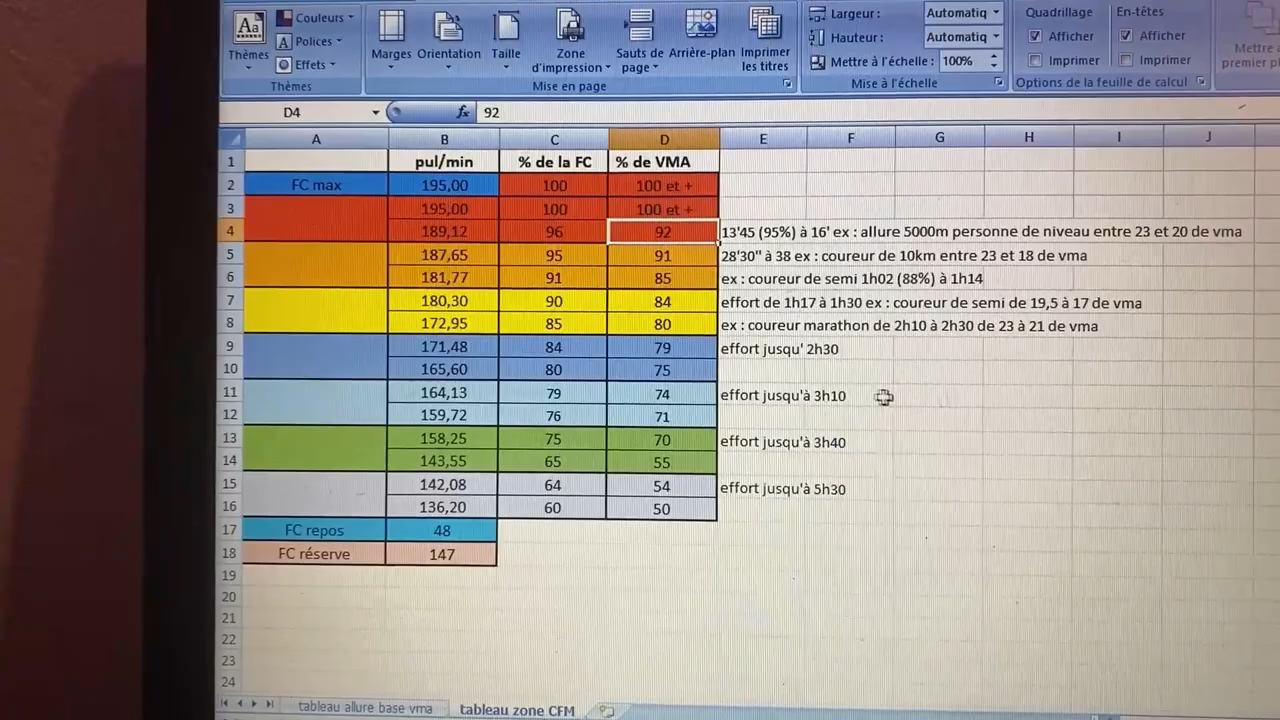 Couleurs
Polices
Effets
Thèmes
Thèmes
Marges
Orientation
Taille
Zone d'impression
Sauts de page
Arrière-plan
Imprimer les titres
Mise en page
Largeur : Automatiq
Hauteur : Automatiq
Mettre à l'échelle : 100%
Mise à l'échelle
Quadrillage En-têtes
Afficher Afficher
Imprimer Imprimer
Options de la feuille de calcul
Mettre
premier
D4 fx 92
A B C D E F G H I J
1 pul/min % de la FC % de VMA
2 FC max 195,00 100 100 et +
3 195,00 100 100 et +
4 189,12 96 92 13'45 (95%) à 16' ex : allure 5000m personne de niveau entre 23 et 20 de vma
5 187,65 95 91 28'30" à 38 ex : coureur de 10km entre 23 et 18 de vma
6 181,77 91 85 ex : coureur de semi 1h02 (88%) à 1h14
7 180,30 90 84 effort de 1h17 à 1h30 ex : coureur de semi de 19,5 à 17 de vma
8 172,95 85 80 ex : coureur marathon de 2h10 à 2h30 de 23 à 21 de vma
9 171,48 84 79 effort jusqu' 2h30
10 165,60 80 75
11 164,13 79 74 effort jusqu'à 3h10
12 159,72 76 71
13 158,25 75 70 effort jusqu'à 3h40
14 143,55 65 55
15 142,08 64 54 effort jusqu'à 5h30
16 136,20 60 50
17 FC repos 48
18 FC réserve 147
19
20
21
22
23
24
tableau allure base vma tableau zone CFM